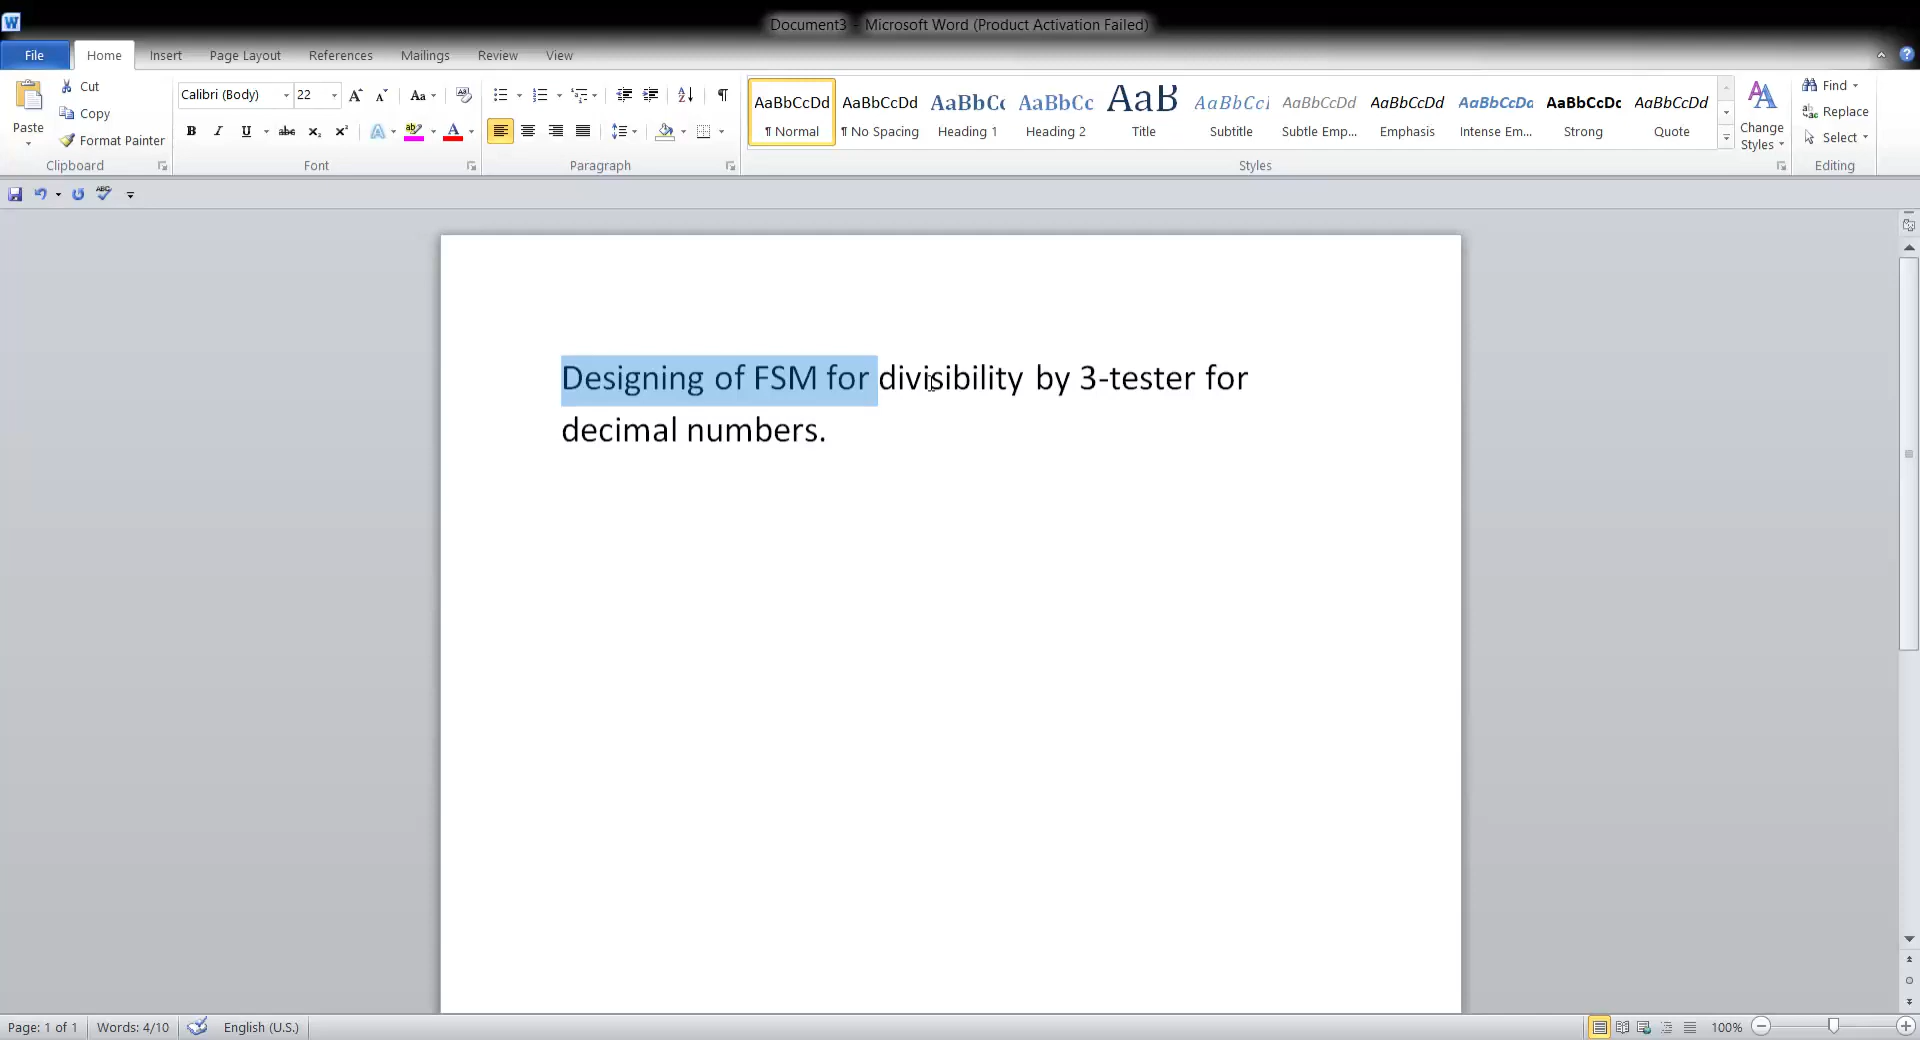 Document3 - Microsoft Word (Product Activation Failed)
File Home Insert Page Layout References Mailings Review View
Cut
Copy
Format Painter
Paste
Clipboard
Calibri (Body) 22
Font
Paragraph
AaBbCcDd AaBbCcDd AaBbCc AaBbCc AaB AaBbCcI AaBbCcDd AaBbCcDd AaBbCcDd AaBbCcDc AaBbCcDd
¶ Normal ¶ No Spacing Heading 1 Heading 2 Title Subtitle Subtle Emp... Emphasis Intense Em... Strong Quote
Styles
Change
Styles
Find
Replace
Select
Editing
Designing of FSM for divisibility by 3-tester for
decimal numbers.
Page: 1 of 1 Words: 4/10 English (U.S.) 100%